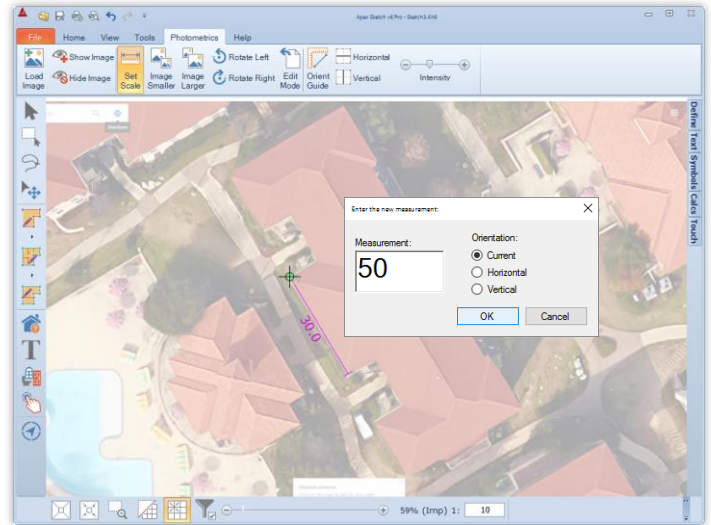 Apex Sketch v6 Pro - Sketch3.AX6
File Home View Tools Photometrics Help
Load Image
Show Image
Hide Image
Set Scale
Image Smaller
Image Larger
Rotate Left
Rotate Right
Edit Mode
Orient Guide
Horizontal
Vertical
Intensity
Define Text Symbols Calcs Touch
Enter the new measurement:
Measurement:
50
Orientation:
Current
Horizontal
Vertical
OK Cancel
30.0
T
59% (Imp) 1: 10